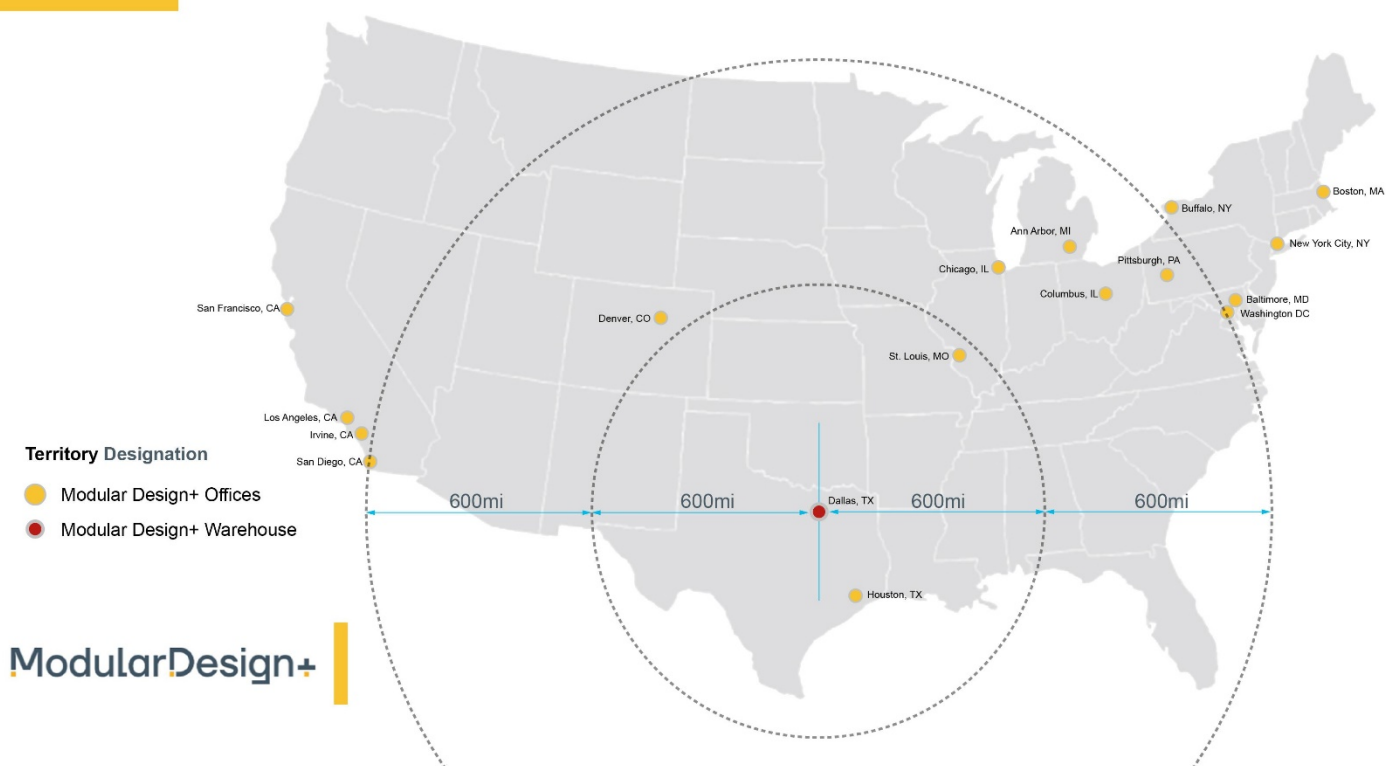 Boston, MA
Buffalo, NY
Ann Arbor, MI
New York City, NY
Pittsburgh, PA
Chicago, IL
Columbus, IL
Baltimore, MD
Washington DC
San Francisco, CA
Denver, CO
St. Louis, MO
Los Angeles, CA
Irvine, CA
San Diego, CA
Territory Designation
Modular Design+ Offices
Modular Design+ Warehouse
600mi
600mi
Dallas, TX
600mi
600mi
Houston, TX
ModularDesign+